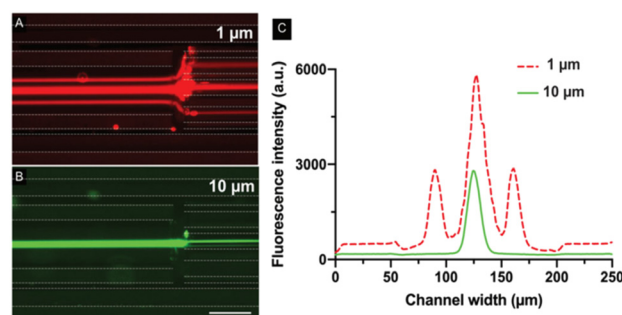 A
1 µm
B
10 µm
C
Fluorescence intensity (a.u.)
6000
3000
0
1 µm
10 µm
0 50 100 150 200 250
Channel width (µm)